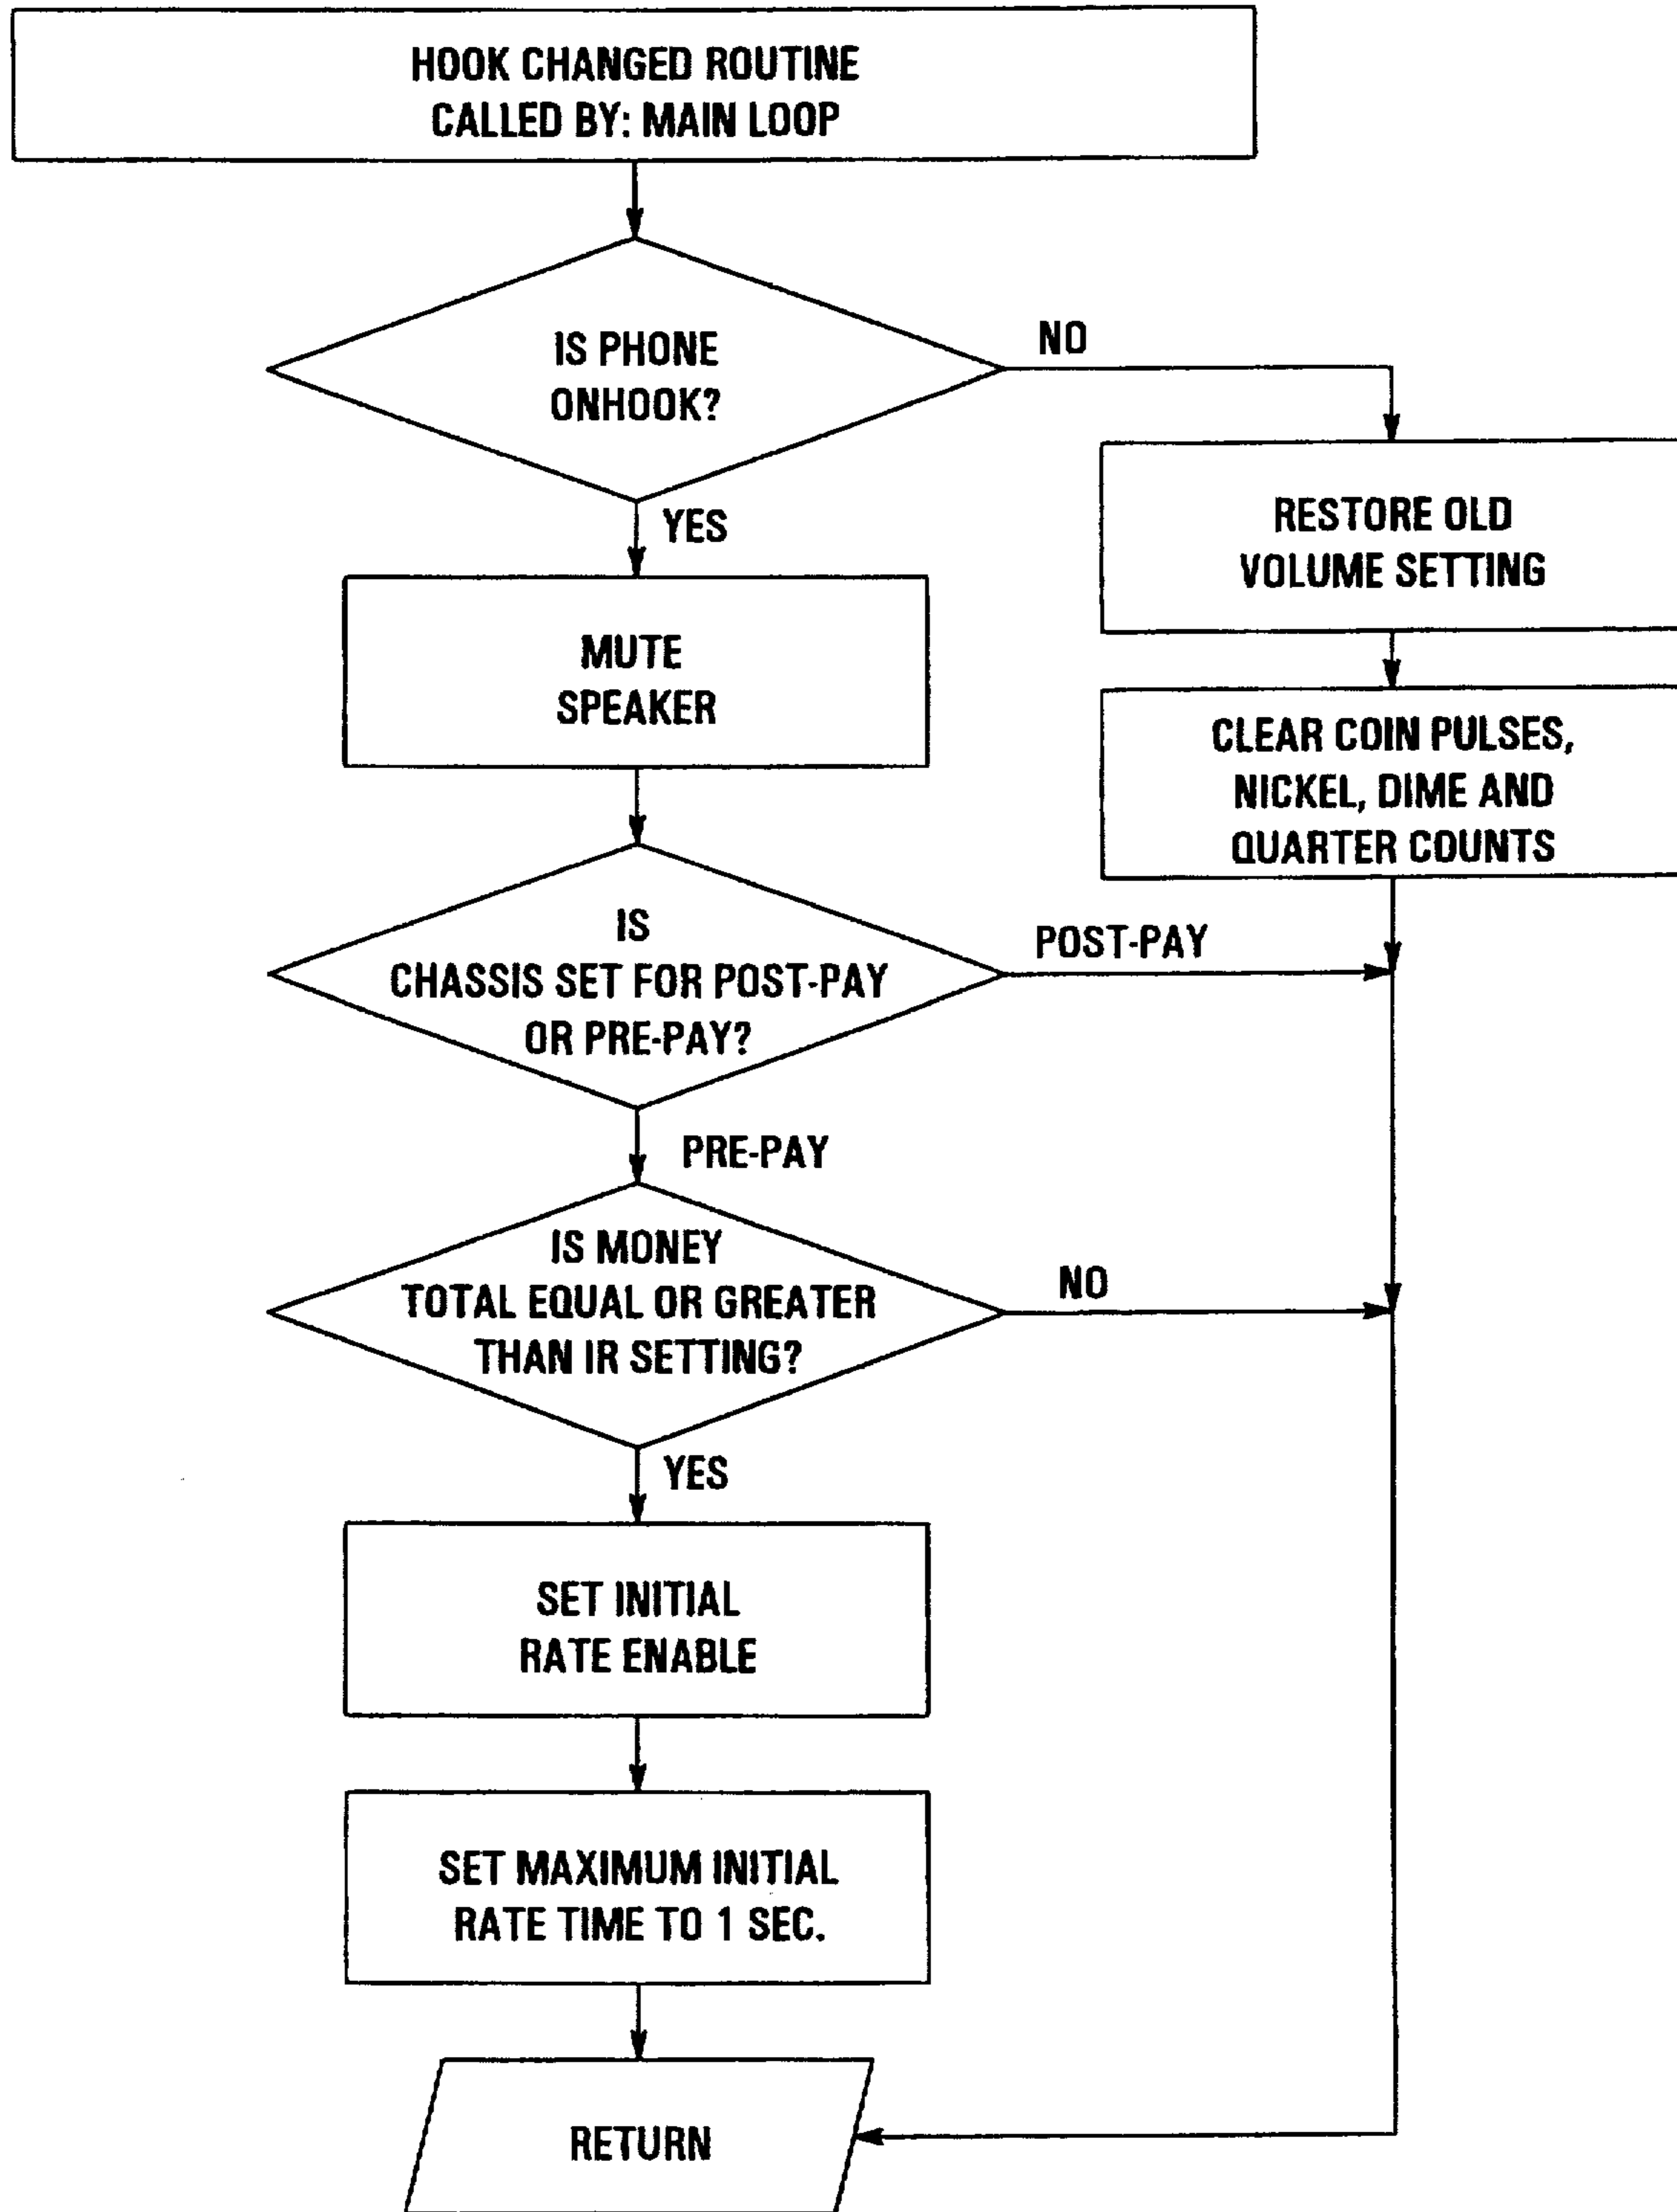 HOOK CHANGED ROUTINE
CALLED BY: MAIN LOOP
IS PHONE
ONHOOK?
NO
YES
RESTORE OLD
VOLUME SETTING
MUTE
SPEAKER
CLEAR COIN PULSES,
NICKEL, DIME AND
QUARTER COUNTS
IS
CHASSIS SET FOR POST-PAY
OR PRE-PAY?
POST-PAY
PRE-PAY
IS MONEY
TOTAL EQUAL OR GREATER
THAN IR SETTING?
NO
YES
SET INITIAL
RATE ENABLE
SET MAXIMUM INITIAL
RATE TIME TO 1 SEC.
RETURN